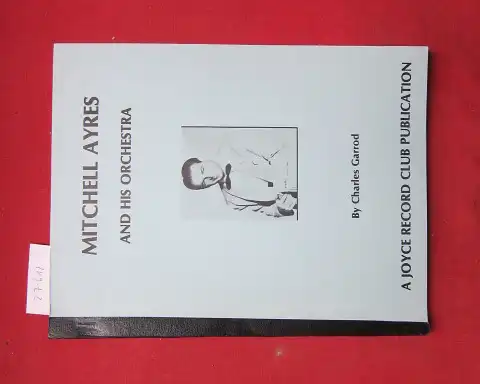 MITCHELL AYRES
AND HIS ORCHESTRA
By Charles Garrod
A JOYCE RECORD CLUB PUBLICATION